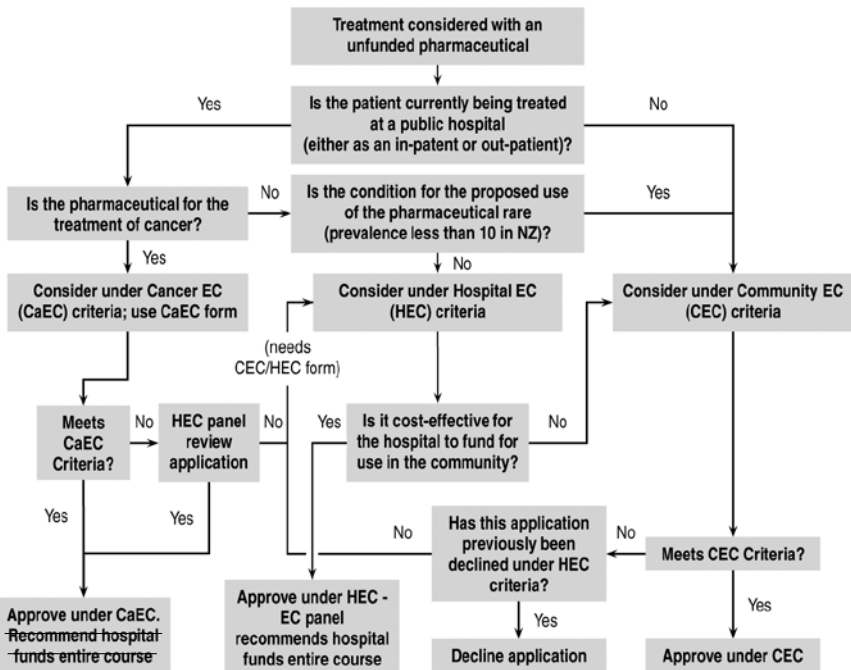 Treatment considered with an
unfunded pharmaceutical
Yes
Is the patient currently being treated
at a public hospital
(either as an in-patent or out-patient)?
No
Is the pharmaceutical for the
treatment of cancer?
No
Is the condition for the proposed use
of the pharmaceutical rare
(prevalence less than 10 in NZ)?
Yes
Yes
No
Consider under Cancer EC
(CaEC) criteria; use CaEC form
Consider under Hospital EC
(HEC) criteria
Consider under Community EC
(CEC) criteria
(needs
CEC/HEC form)
Meets
CaEC
Criteria?
No
HEC panel
review
application
No
Yes
Is it cost-effective for
the hospital to fund for
use in the community?
No
Yes
Yes
No
Has this application
previously been
declined under HEC
criteria?
No
Meets CEC Criteria?
Approve under CaEC.
Recommend hospital
funds entire course
Approve under HEC -
EC panel
recommends hospital
funds entire course
Yes
Decline application
Yes
Approve under CEC